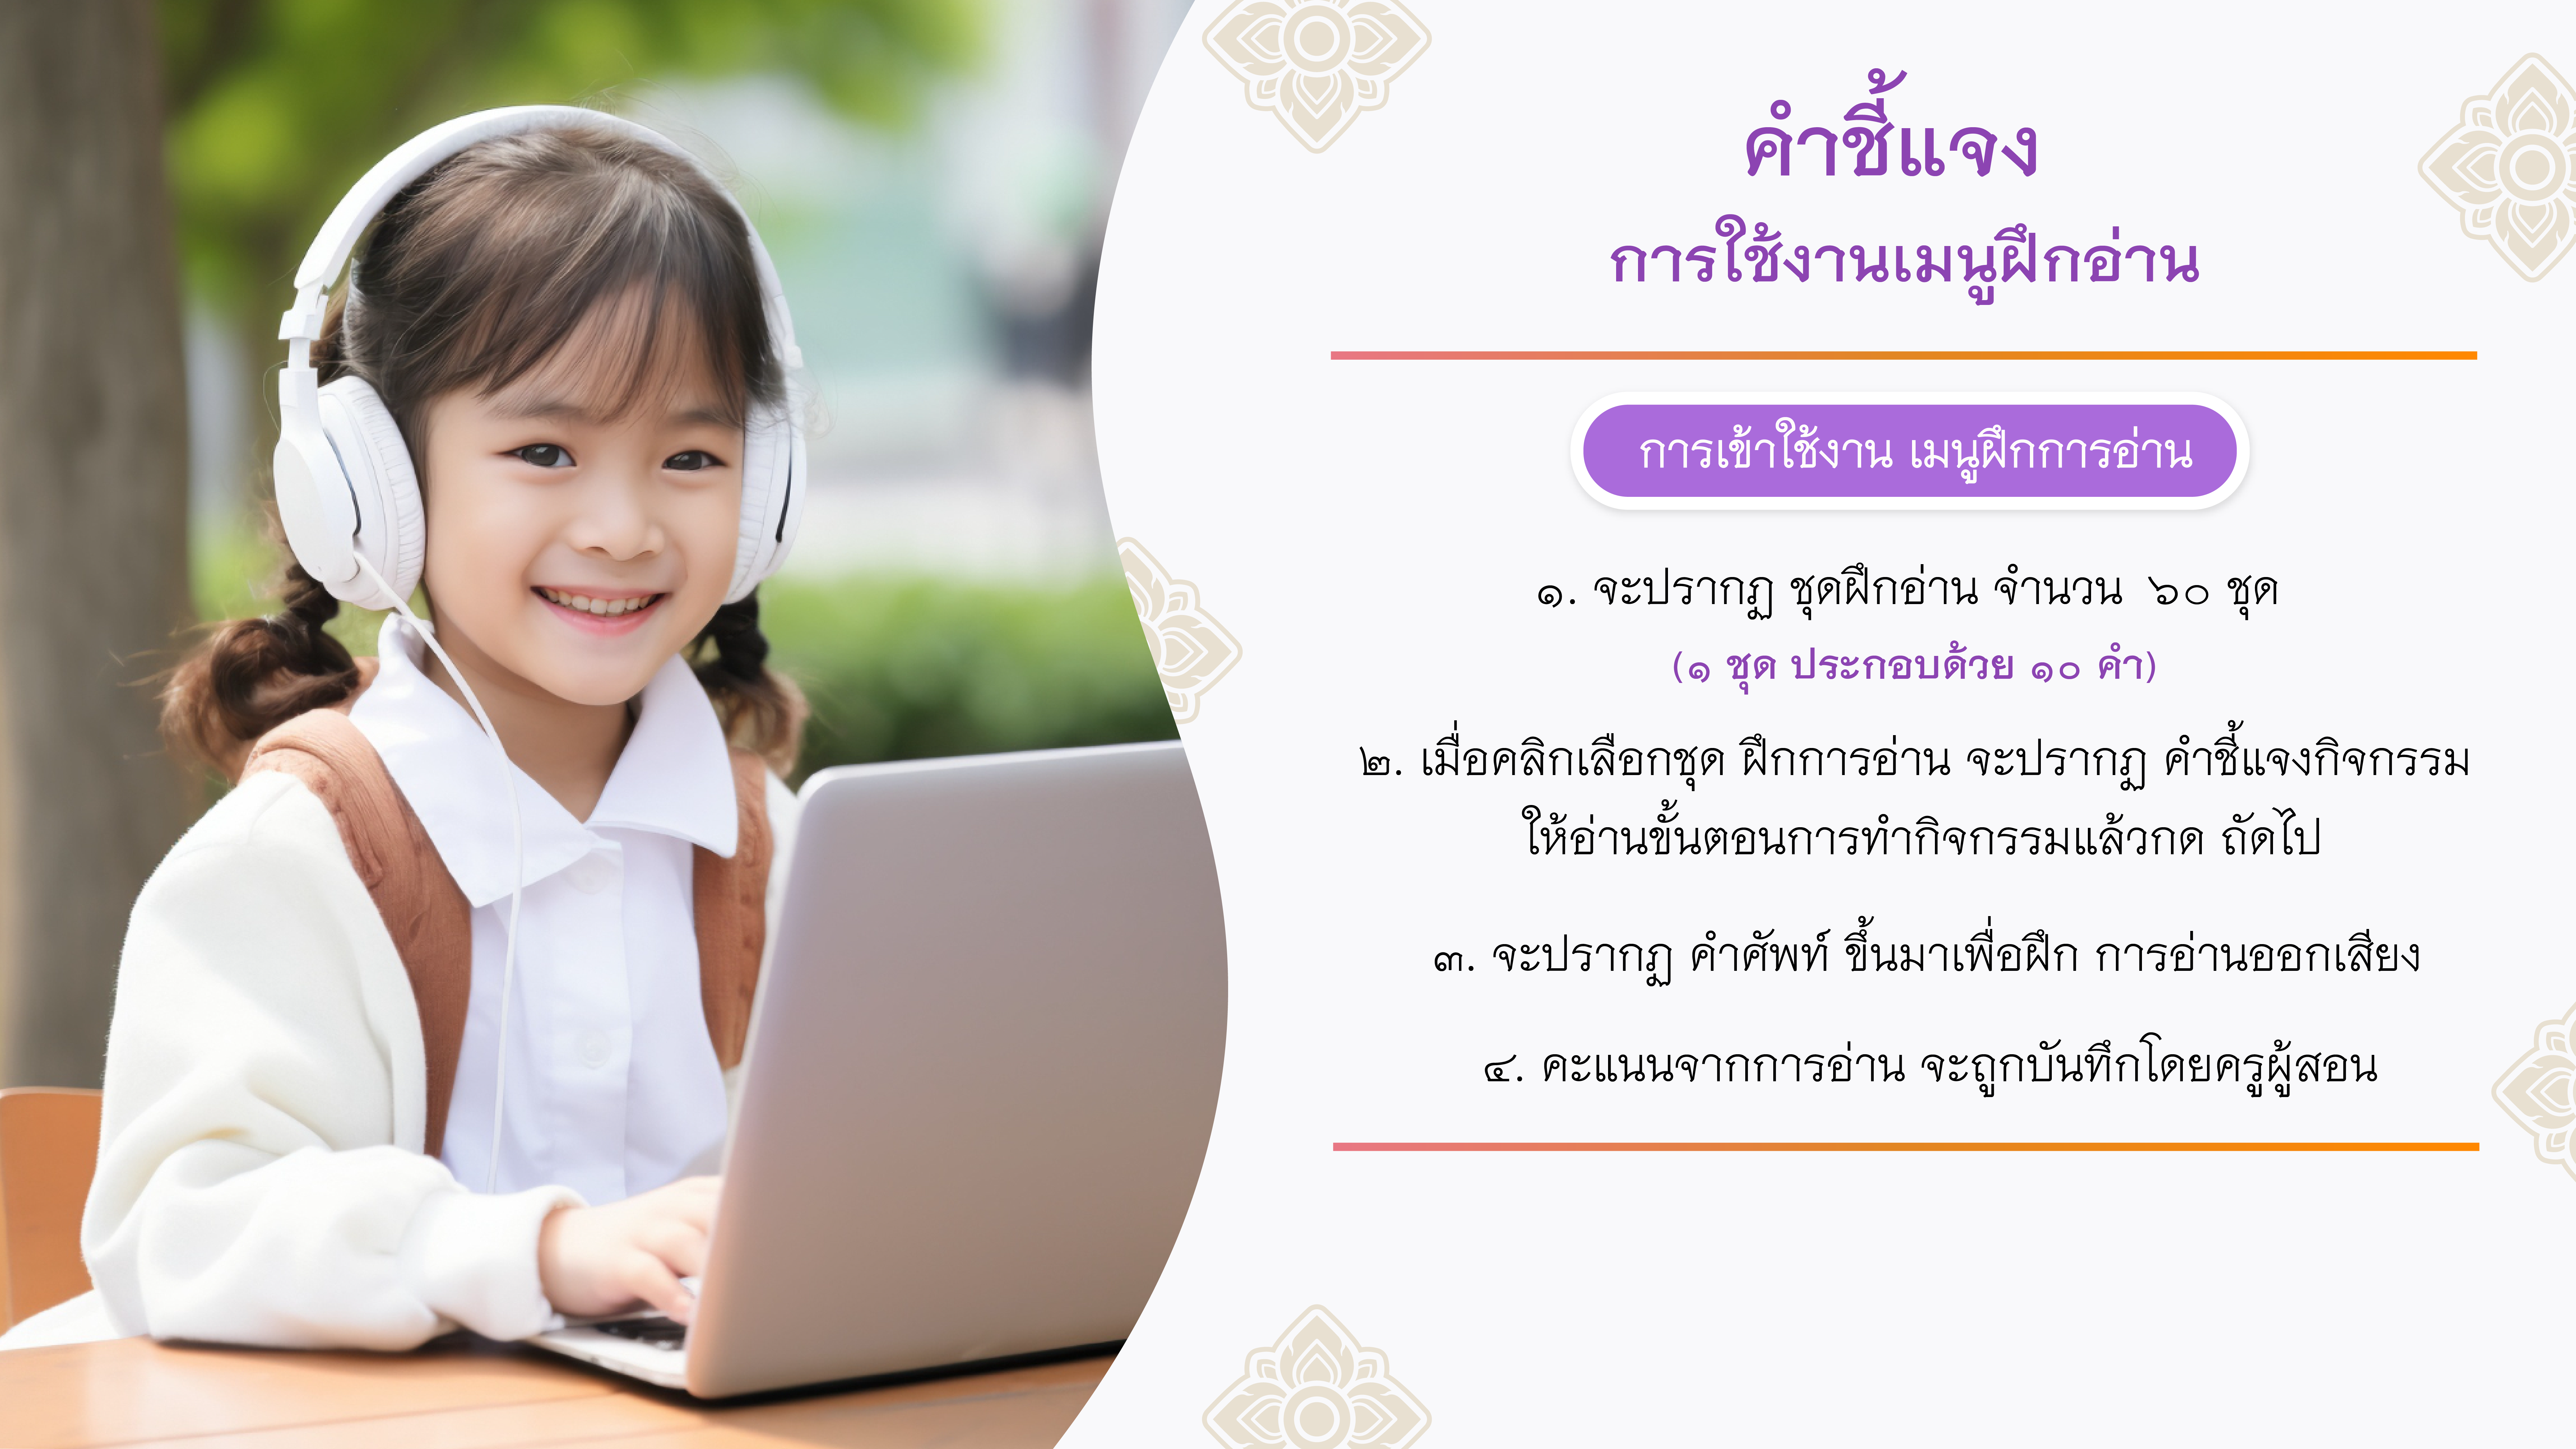 คำชี้แจง
การใช้งานเมนูฝึกอ่าน
การเข้าใช้งาน เมนูฝึกการอ่าน
๑. จะปรากฏ ชุดฝึกอ่าน จำนวน ๖๐ ชุด
(๑ ชุด ประกอบด้วย ๑๐ คำ)
๒. เมื่อคลิกเลือกชุด ฝึกการอ่าน จะปรากฏ คำชี้แจงกิจกรรม
ให้อ่านขั้นตอนการทำกิจกรรมแล้วกด ถัดไป
๓. จะปรากฏ คำศัพท์ ขึ้นมาเพื่อฝึก การอ่านออกเสียง
๔. คะแนนจากการอ่าน จะถูกบันทึกโดยครูผู้สอน